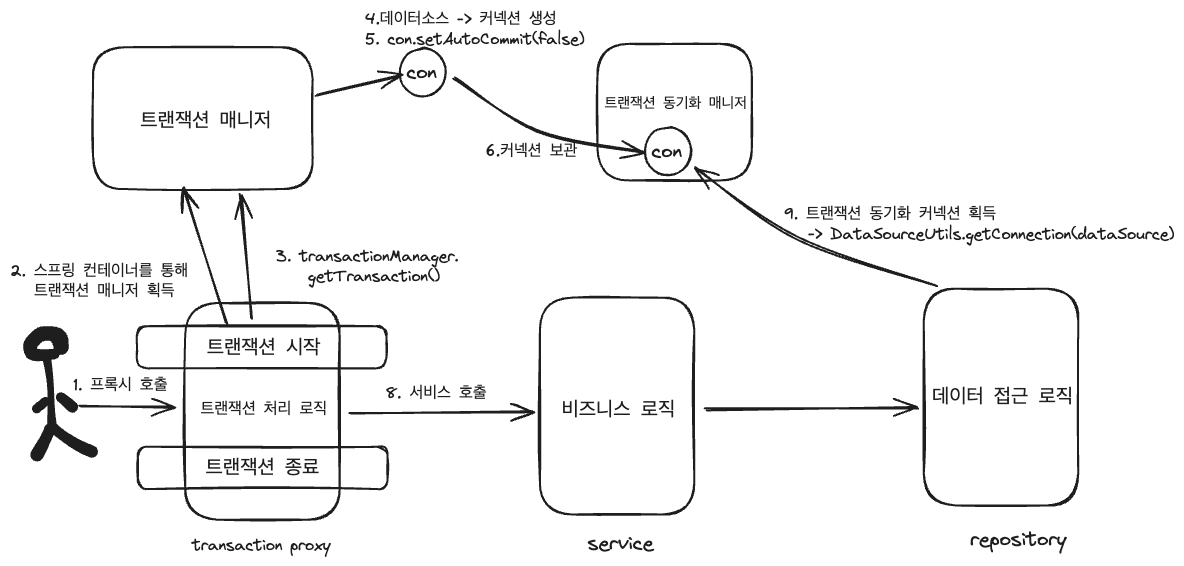 4.데이터소스 -> 커넥션 생성
5. con.setAutoCommit(false)
con
트랜잭션 매니저
트랜잭션 동기화 매니저
6.커넥션 보관
con
9. 트랜잭션 동기화 커넥션 획득
-> DataSourceUtils.getConnection(dataSource)
2. 스프링 컨테이너를 통해
트랜잭션 매니저 획득
3. transactionManager.
getTransaction()
트랜잭션 시작
1. 프록시 호출
트랜잭션 처리 로직
8. 서비스 호출
비즈니스 로직
데이터 접근 로직
트랜잭션 종료
transaction proxy
service
repository